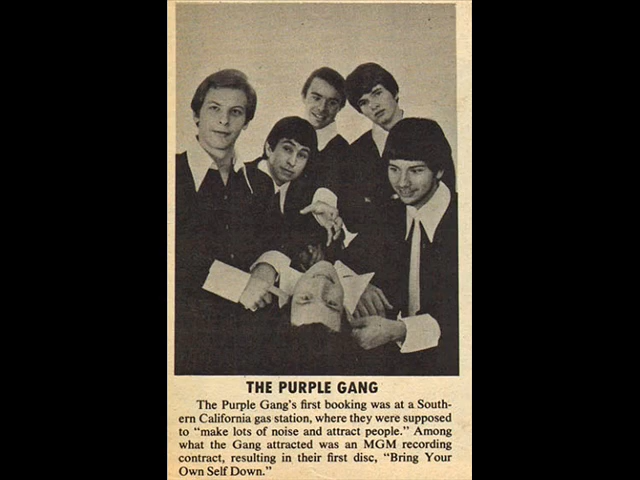 THE PURPLE GANG
The Purple Gang's first booking was at a South-
ern California gas station, where they were supposed
to "make lots of noise and attract people." Among
what the Gang attracted was an MGM recording
contract, resulting in their first disc, "Bring Your
Own Self Down."